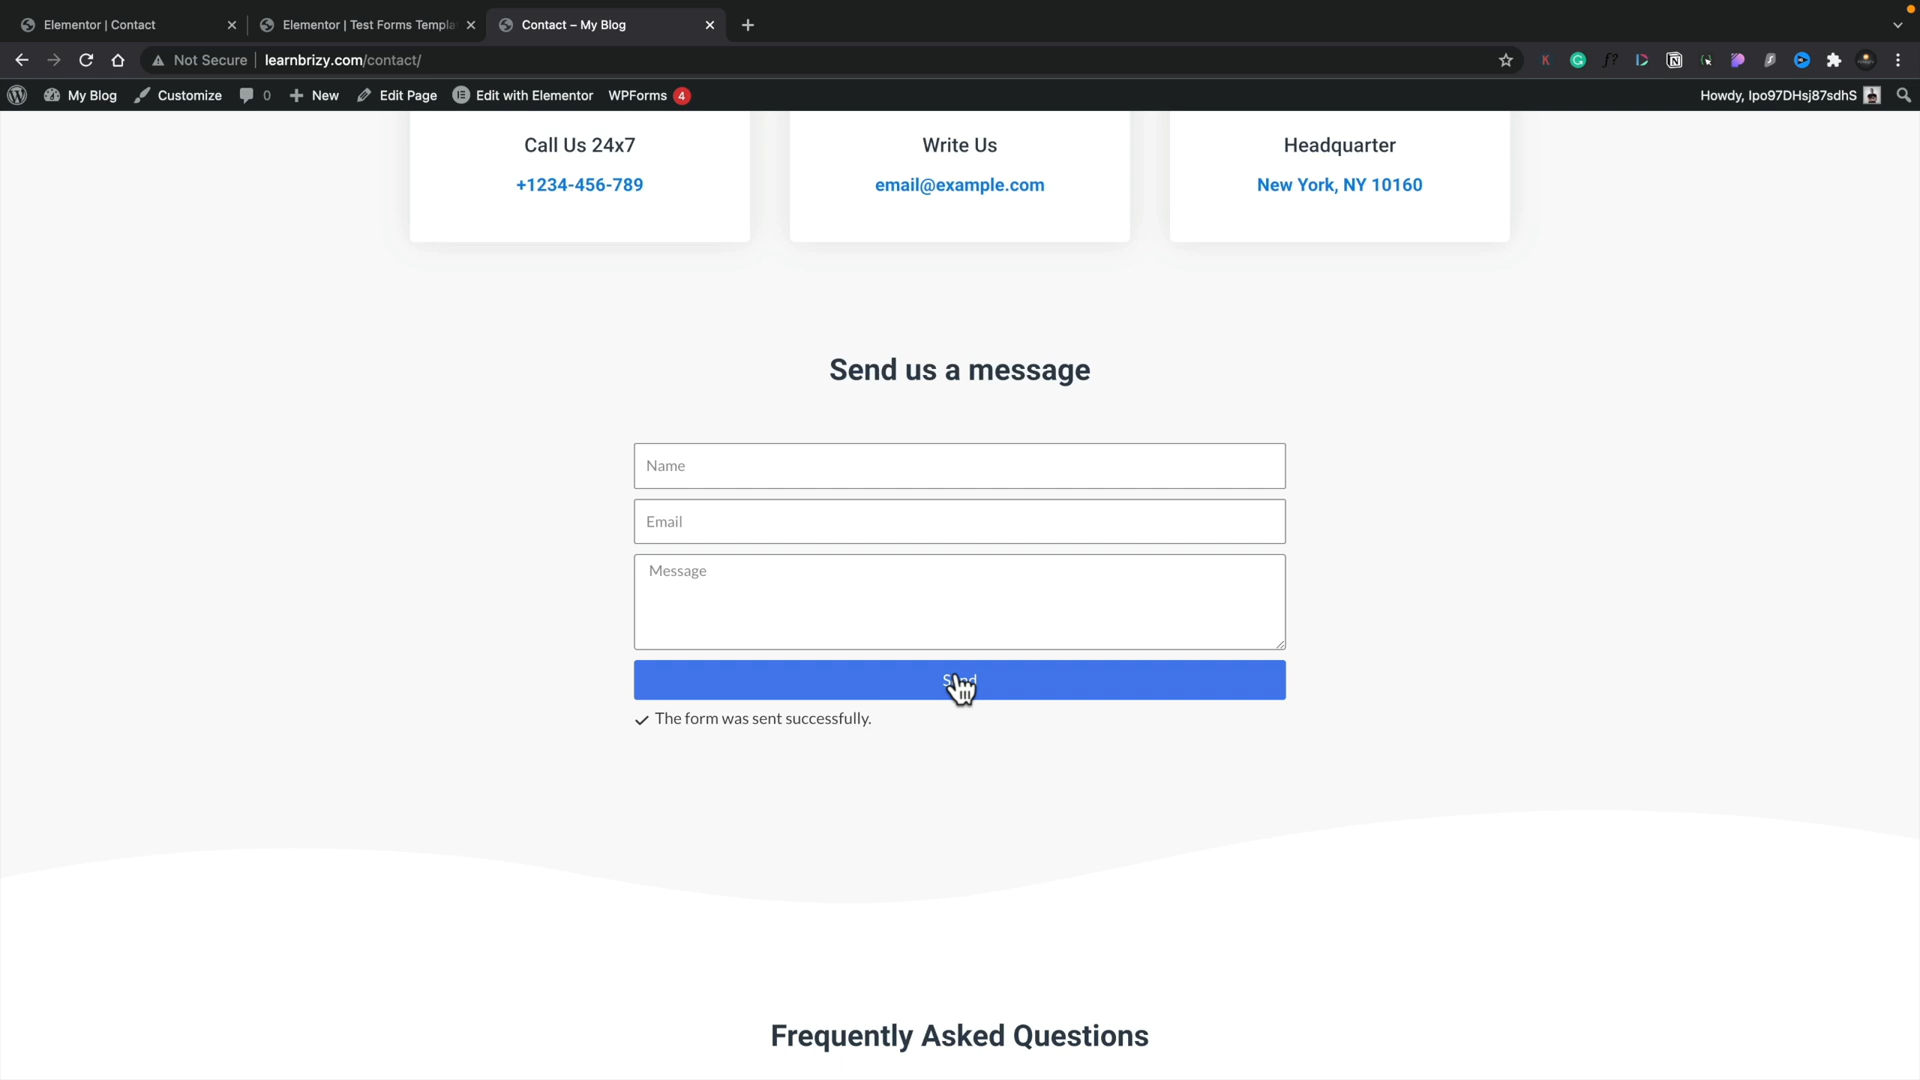 Elementor | Contact
Elementor | Test Forms Templa
Contact – My Blog
Not Secure
learnbrizy.com/contact/
My Blog
Customize
0
New
Edit Page
Edit with Elementor
WPForms
4
Howdy, lpo97DHsj87sdhS
Call Us 24x7
+1234-456-789
Write Us
email@example.com
Headquarter
New York, NY 10160
Send us a message
Name
Email
Message
The form was sent successfully.
Frequently Asked Questions